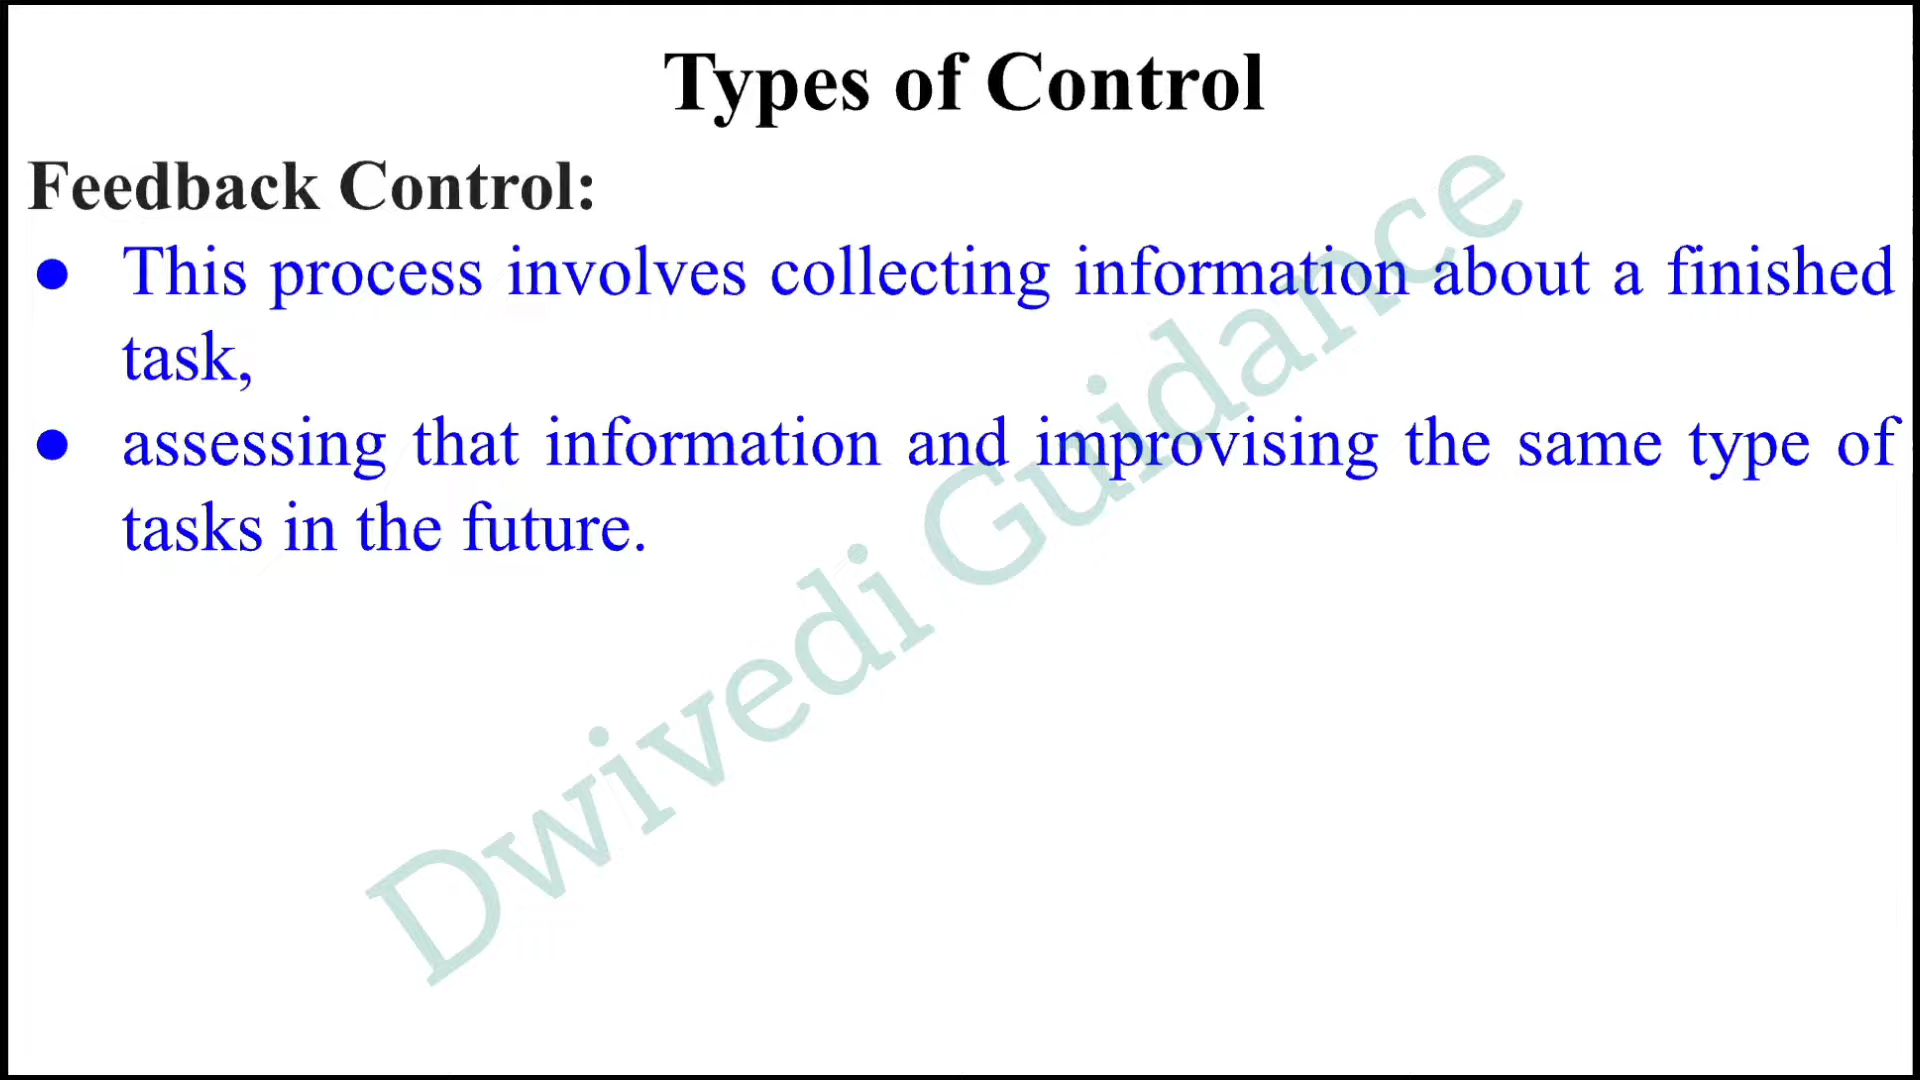 Types of Control
Feedback Control:
● This process involves collecting information about a finished
task,
● assessing that information and improvising the same type of
tasks in the future.
Dwivedi Guidance